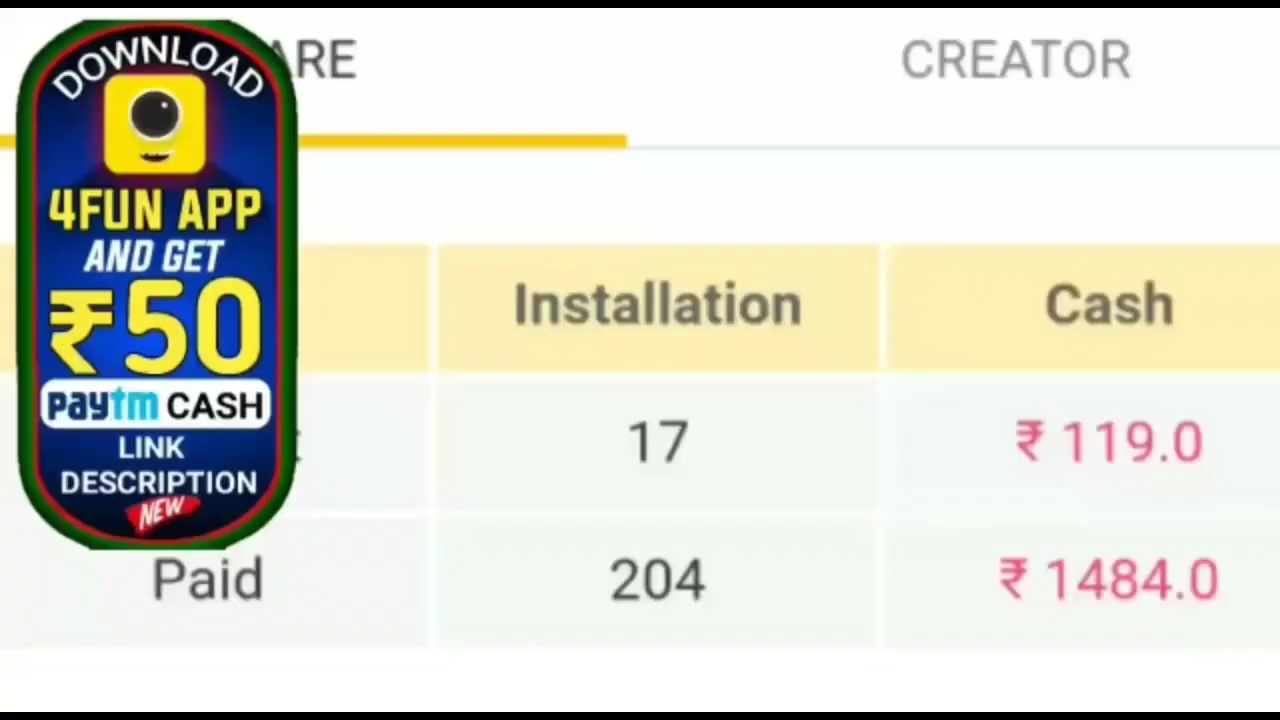 DOWNLOAD
4FUN APP
AND GET
₹50
paytm CASH
LINK
DESCRIPTION
NEW
CREATOR
Installation
Cash
17
₹ 119.0
Paid
204
₹ 1484.0